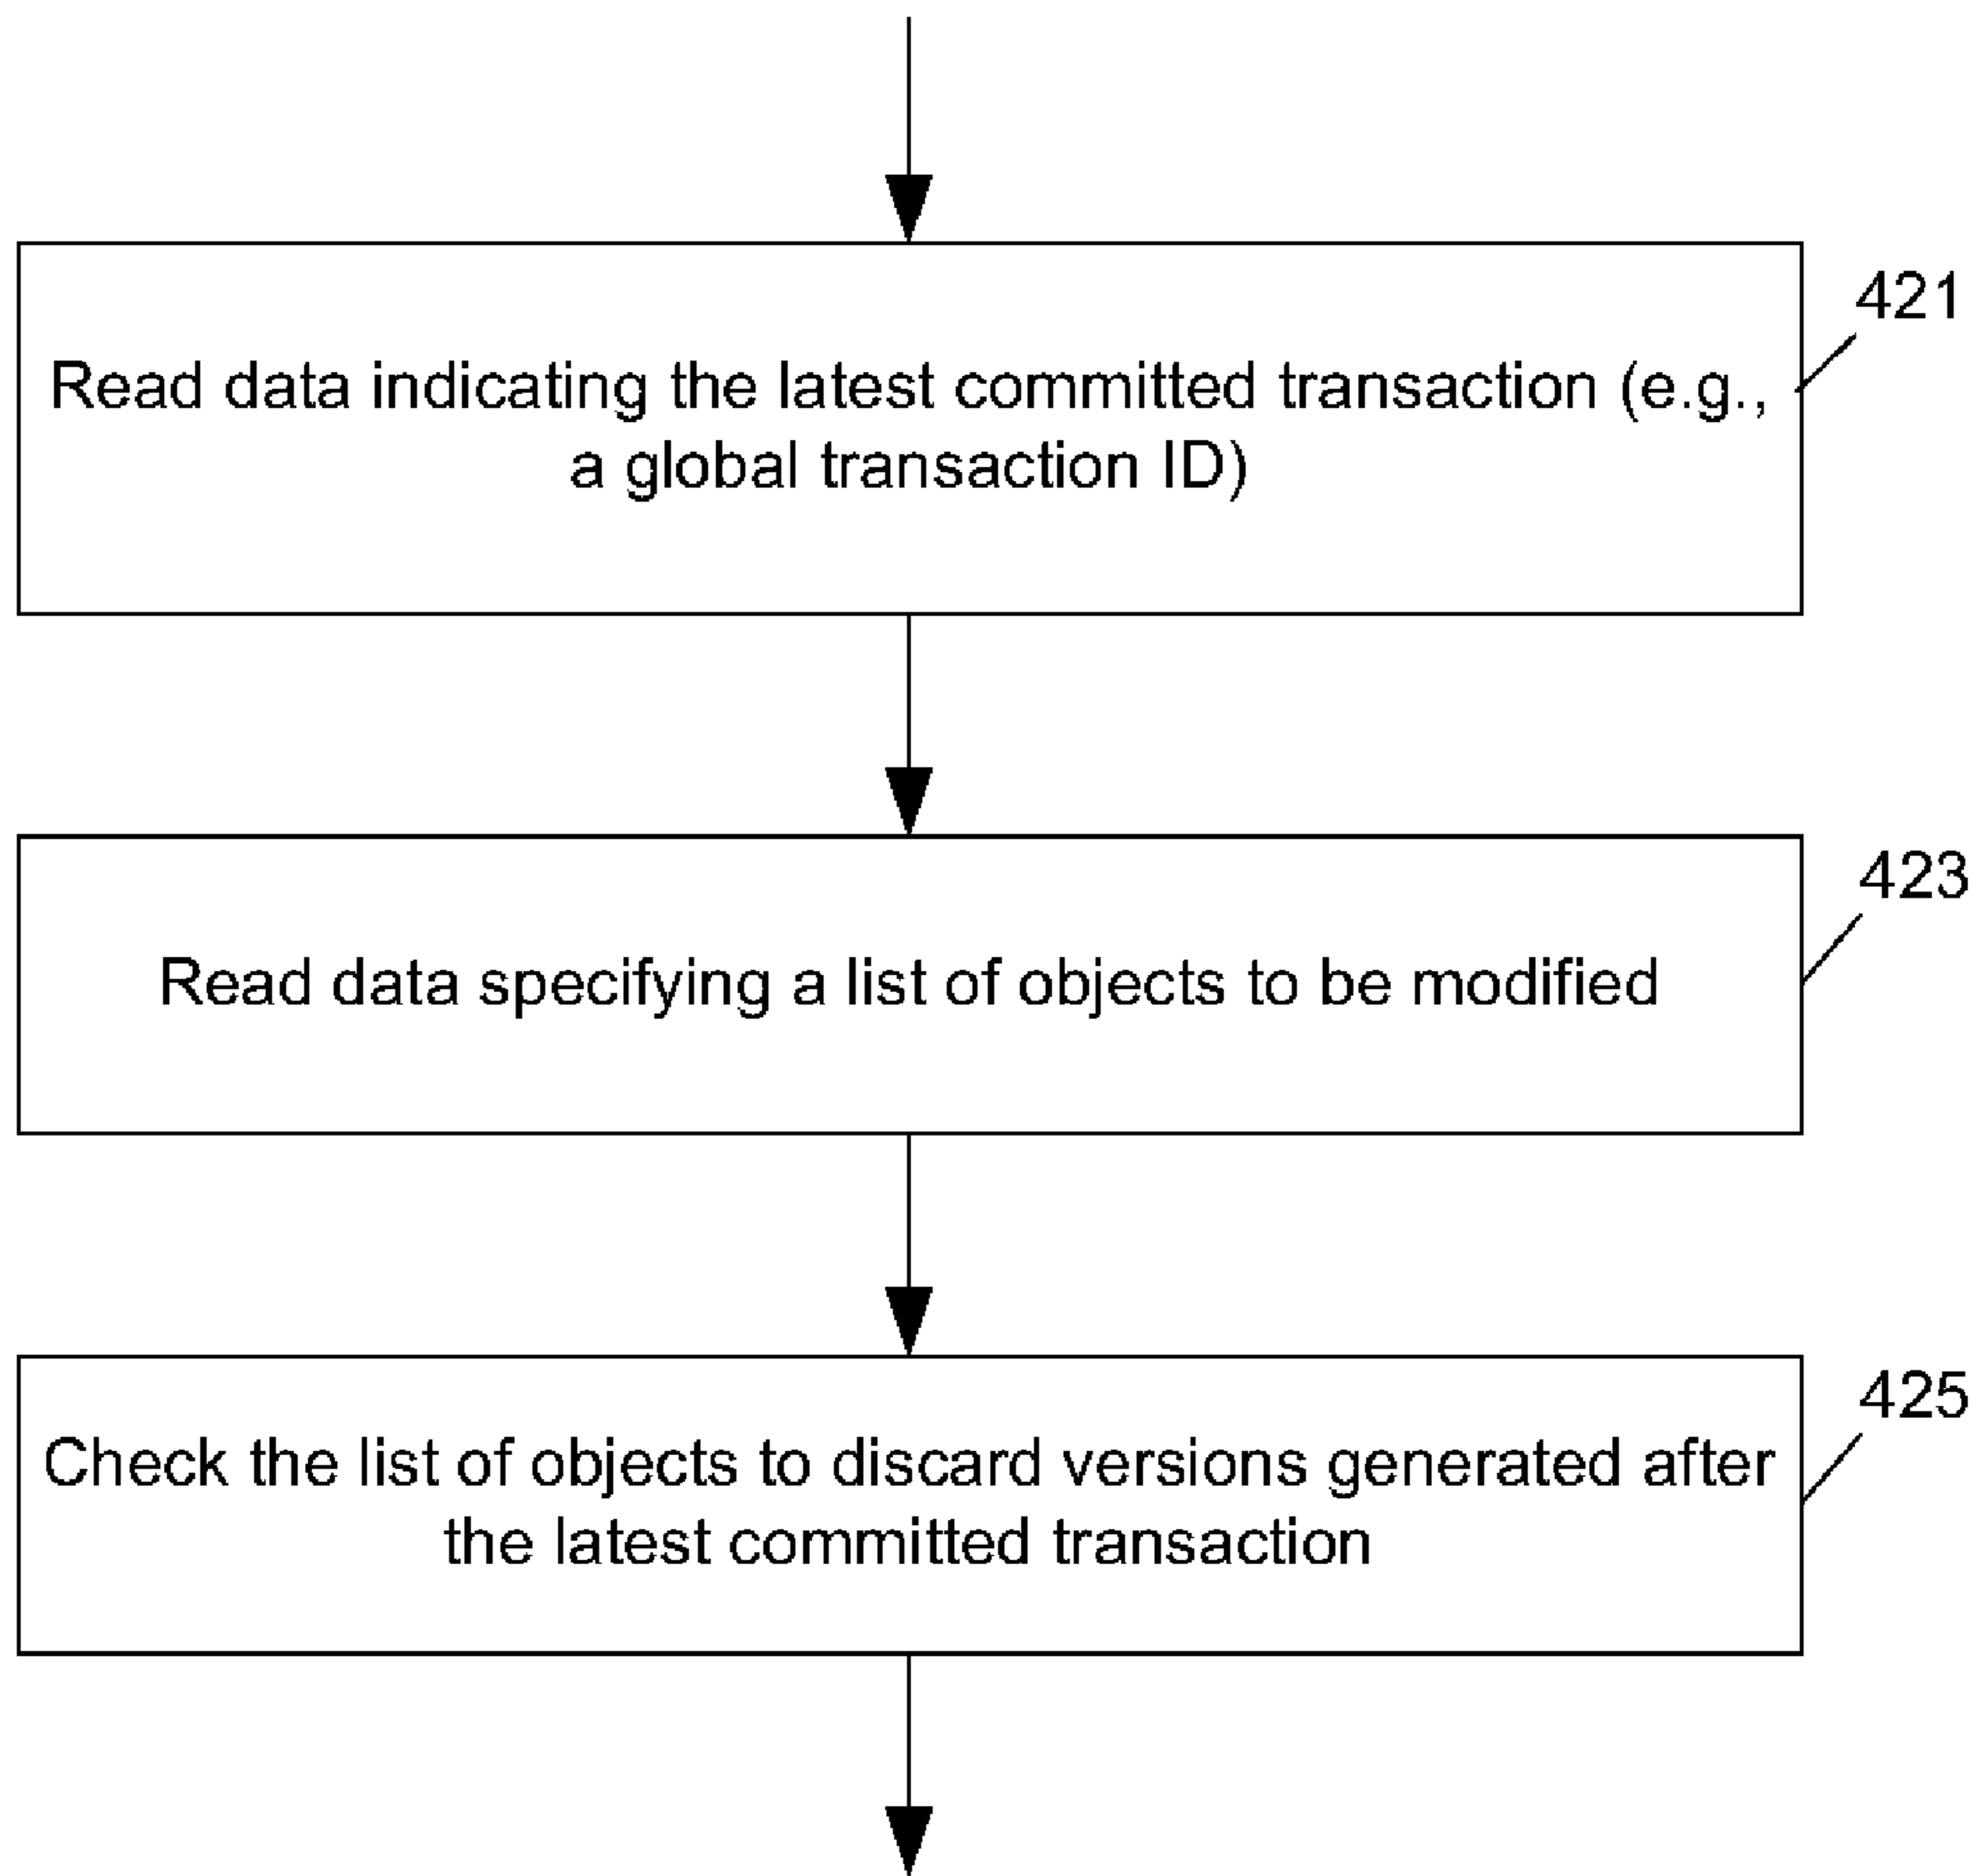 421
Read data indicating the latest committed transaction (e.g.,
a global transaction ID)
423
Read data specifying a list of objects to be modified
425
Check the list of objects to discard versions generated after
the latest committed transaction